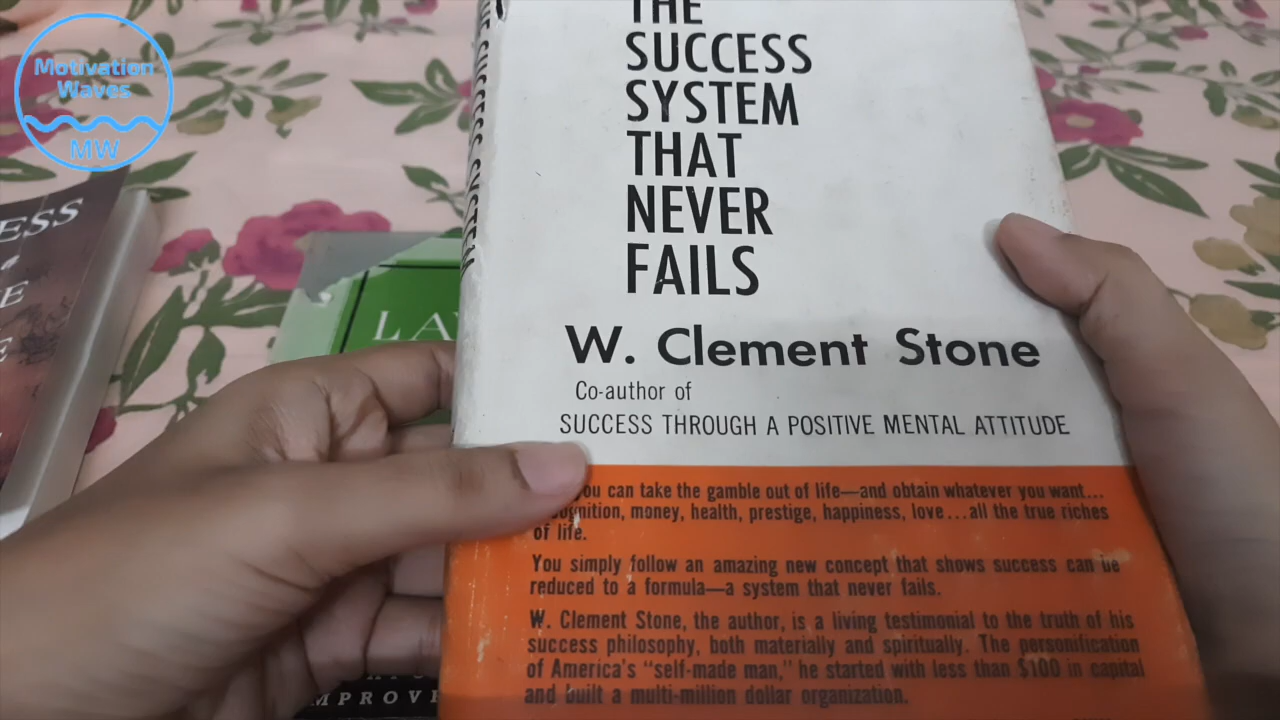 Motivation
Waves
MW
THE
SUCCESS
SYSTEM
THAT
NEVER
FAILS
W. Clement Stone
Co-author of
SUCCESS THROUGH A POSITIVE MENTAL ATTITUDE
you can take the gamble out of life—and obtain whatever you want...
money, health, prestige, happiness, love...all the true riches
of life.
You simply follow an amazing new concept that shows success can be
reduced to a formula—a system that never fails.
W. Clement Stone, the author, is a living testimonial to the truth of his
success philosophy, both materially and spiritually. The personification
of America's "self-made man," he started with less than $100 in capital
and built a multi-million dollar organization.
SUCCESS SYSTEM
ESS
LA
MPROVE